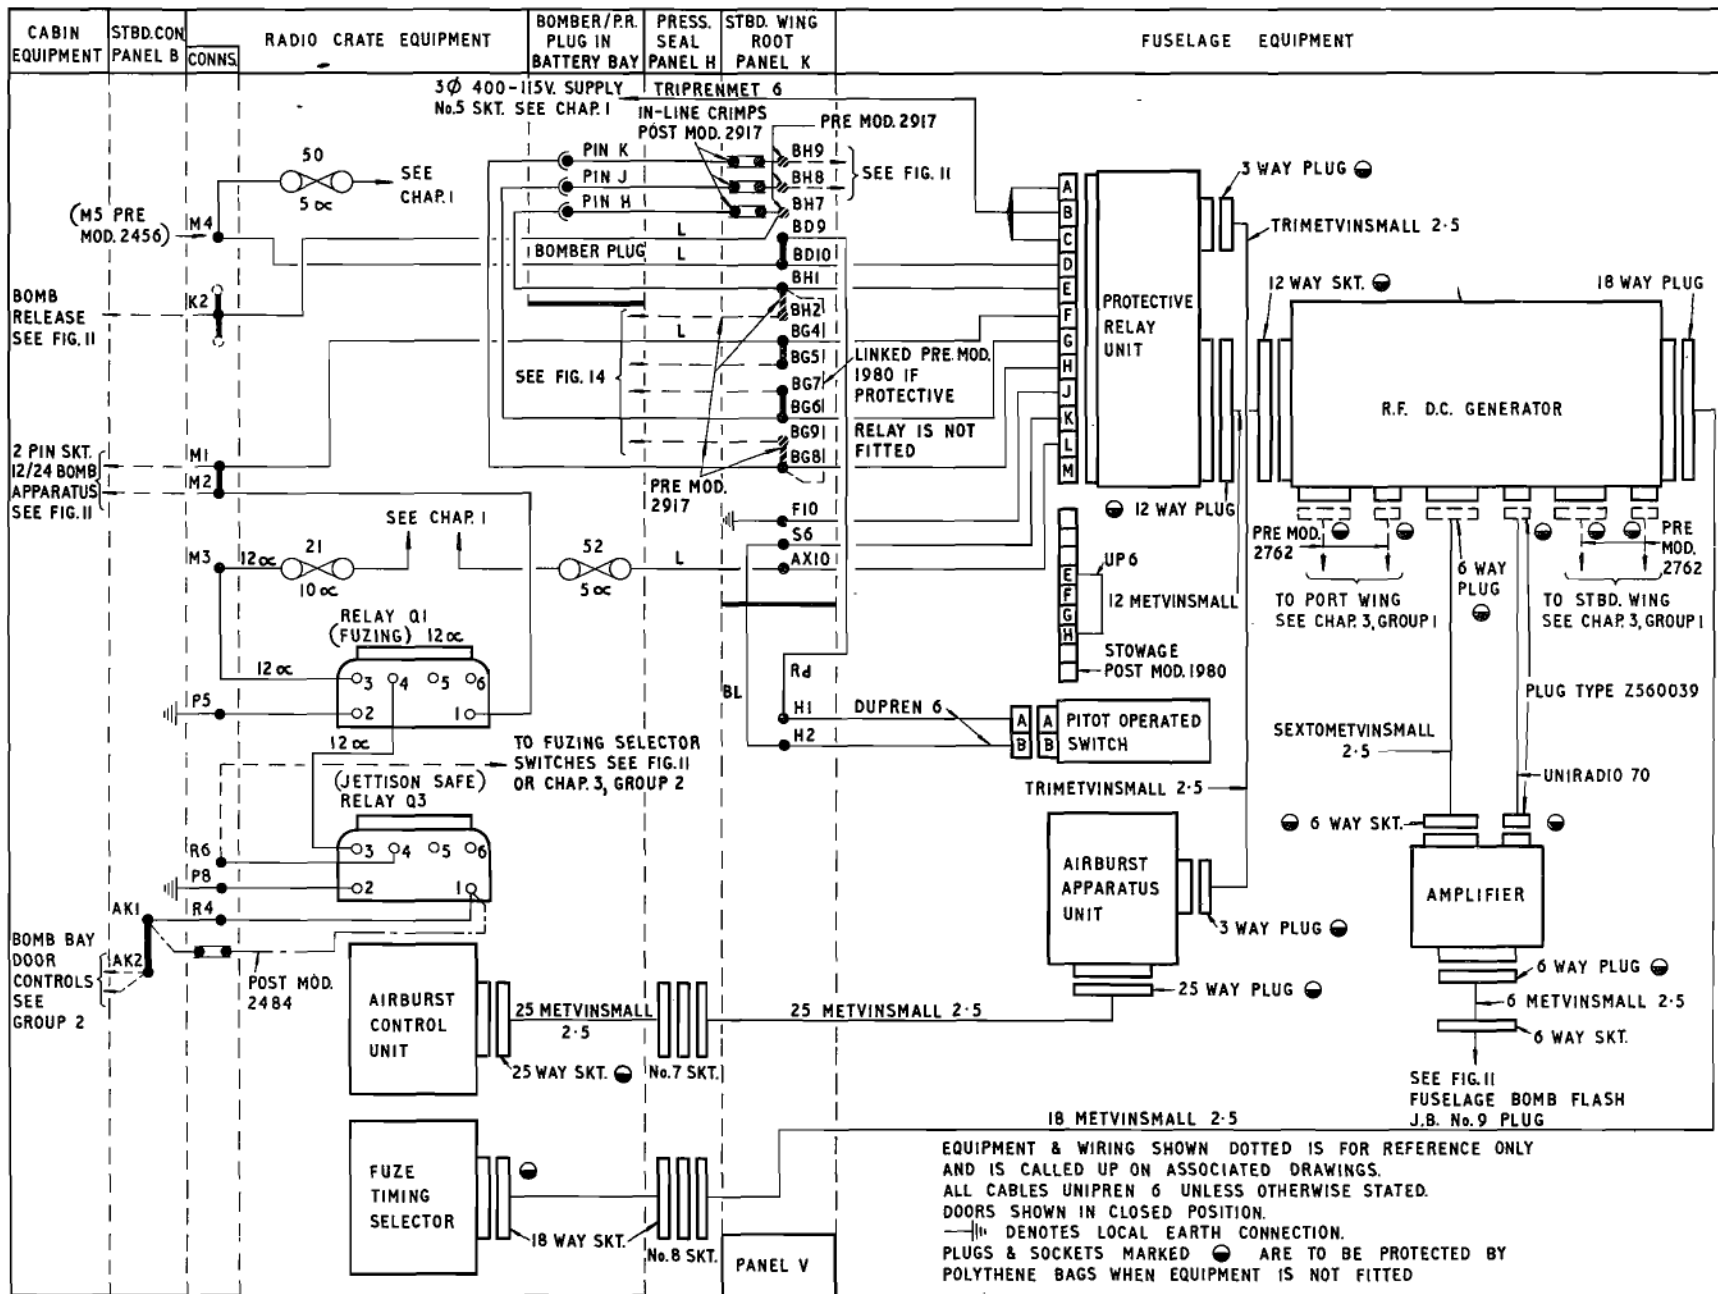 CABIN
EQUIPMENT
STBD.CON
PANEL B
CONNS.
RADIO CRATE EQUIPMENT
BOMBER/P.R.
PLUG IN
BATTERY BAY
PRESS.
SEAL
PANEL H
STBD. WING
ROOT
PANEL K
FUSELAGE EQUIPMENT
3Ø 400-115V. SUPPLY
No.5 SKT. SEE CHAP. 1
TRIPRENMET 6
IN-LINE CRIMPS
POST MOD. 2917
PRE MOD. 2917
50
5 ∝
SEE
CHAP. 1
(M5 PRE
MOD. 2456)
M4
PIN K
PIN J
PIN H
BH9
BH8
BH7
SEE FIG. 11
L
BD9
BOMBER PLUG
L
BD10
BH1
BH2
BOMB
RELEASE
SEE FIG. 11
K2
L
BG4
BG5
SEE FIG. 14
BG7
BG6
BG9
BG8
LINKED PRE. MOD.
1980 IF
PROTECTIVE
RELAY IS NOT
FITTED
PRE MOD.
2917
2 PIN SKT.
12/24 BOMB
APPARATUS
SEE FIG. 11
M1
M2
SEE CHAP. 1
M3
12∝
21
10 ∝
52
5 ∝
L
F10
S6
AX10
A
B
C
D
E
F
G
H
J
K
L
M
PROTECTIVE
RELAY
UNIT
3 WAY PLUG
TRIMETVINSMALL 2·5
12 WAY SKT.
18 WAY PLUG
R.F. D.C. GENERATOR
12 WAY PLUG
PRE MOD.
2762
6 WAY
PLUG
PRE
MOD.
2762
TO PORT WING
SEE CHAP. 3, GROUP 1
TO STBD. WING
SEE CHAP. 3, GROUP 1
E
F
G
H
UP 6
12 METVINSMALL
STOWAGE
POST MOD. 1980
RELAY Q1
(FUZING) 12∝
12 ∝
3
4
5
6
2
1
P5
12 ∝
Rd
BL
H1
H2
DUPREN 6
A
B
A
B
PITOT OPERATED
SWITCH
PLUG TYPE Z560039
SEXTOMETVINSMALL
2·5
UNIRADIO 70
TRIMETVINSMALL 2·5
TO FUZING SELECTOR
SWITCHES SEE FIG. 11
OR CHAP. 3, GROUP 2
(JETTISON SAFE)
RELAY Q3
3
4
5
6
2
1
R6
P8
R4
AK1
AK2
BOMB BAY
DOOR
CONTROLS
SEE
GROUP 2
POST MOD.
2484
AIRBURST
APPARATUS
UNIT
3 WAY PLUG
25 WAY PLUG
6 WAY SKT.
AMPLIFIER
6 WAY PLUG
6 METVINSMALL 2·5
6 WAY SKT.
SEE FIG. 11
FUSELAGE BOMB FLASH
J.B. No. 9 PLUG
AIRBURST
CONTROL
UNIT
25 METVINSMALL
2·5
25 METVINSMALL 2·5
25 WAY SKT.
No.7 SKT.
18 METVINSMALL 2·5
FUZE
TIMING
SELECTOR
18 WAY SKT.
No.8 SKT.
PANEL V
EQUIPMENT & WIRING SHOWN DOTTED IS FOR REFERENCE ONLY
AND IS CALLED UP ON ASSOCIATED DRAWINGS.
ALL CABLES UNIPREN 6 UNLESS OTHERWISE STATED.
DOORS SHOWN IN CLOSED POSITION.
DENOTES LOCAL EARTH CONNECTION.
PLUGS & SOCKETS MARKED ARE TO BE PROTECTED BY
POLYTHENE BAGS WHEN EQUIPMENT IS NOT FITTED